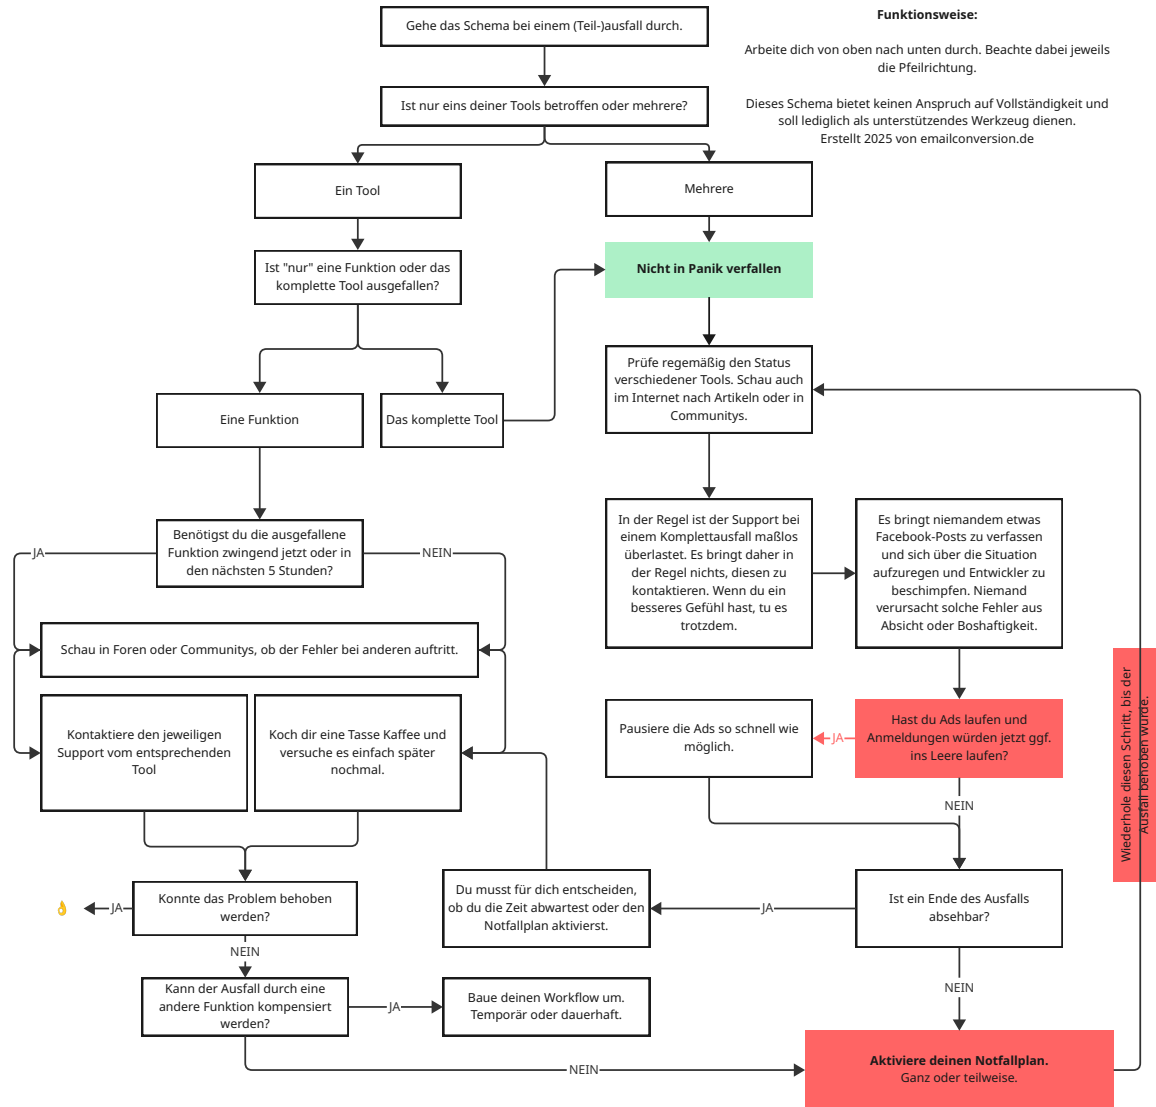 Gehe das Schema bei einem (Teil-)ausfall durch.
Funktionsweise:
Arbeite dich von oben nach unten durch. Beachte dabei jeweils
die Pfeilrichtung.
Dieses Schema bietet keinen Anspruch auf Vollständigkeit und
soll lediglich als unterstützendes Werkzeug dienen.
Erstellt 2025 von emailconversion.de
Ist nur eins deiner Tools betroffen oder mehrere?
Ein Tool
Mehrere
Ist "nur" eine Funktion oder das
komplette Tool ausgefallen?
Nicht in Panik verfallen
Eine Funktion
Das komplette Tool
Prüfe regemäßig den Status
verschiedener Tools. Schau auch
im Internet nach Artikeln oder in
Communitys.
Benötigst du die ausgefallene
Funktion zwingend jetzt oder in
den nächsten 5 Stunden?
JA
NEIN
In der Regel ist der Support bei
einem Komplettausfall maßlos
überlastet. Es bringt daher in
der Regel nichts, diesen zu
kontaktieren. Wenn du ein
besseres Gefühl hast, tu es
trotzdem.
Es bringt niemandem etwas
Facebook-Posts zu verfassen
und sich über die Situation
aufzuregen und Entwickler zu
beschimpfen. Niemand
verursacht solche Fehler aus
Absicht oder Boshaftigkeit.
Schau in Foren oder Communitys, ob der Fehler bei anderen auftritt.
Kontaktiere den jeweiligen
Support vom entsprechenden
Tool
Koch dir eine Tasse Kaffee und
versuche es einfach später
nochmal.
Pausiere die Ads so schnell wie
möglich.
JA
Hast du Ads laufen und
Anmeldungen würden jetzt ggf.
ins Leere laufen?
NEIN
Wiederhole diesen Schritt, bis der
Ausfall behoben wurde.
Konnte das Problem behoben
werden?
JA
👌
NEIN
Du musst für dich entscheiden,
ob du die Zeit abwartest oder den
Notfallplan aktivierst.
JA
Ist ein Ende des Ausfalls
absehbar?
NEIN
Kann der Ausfall durch eine
andere Funktion kompensiert
werden?
JA
Baue deinen Workflow um.
Temporär oder dauerhaft.
NEIN
Aktiviere deinen Notfallplan.
Ganz oder teilweise.